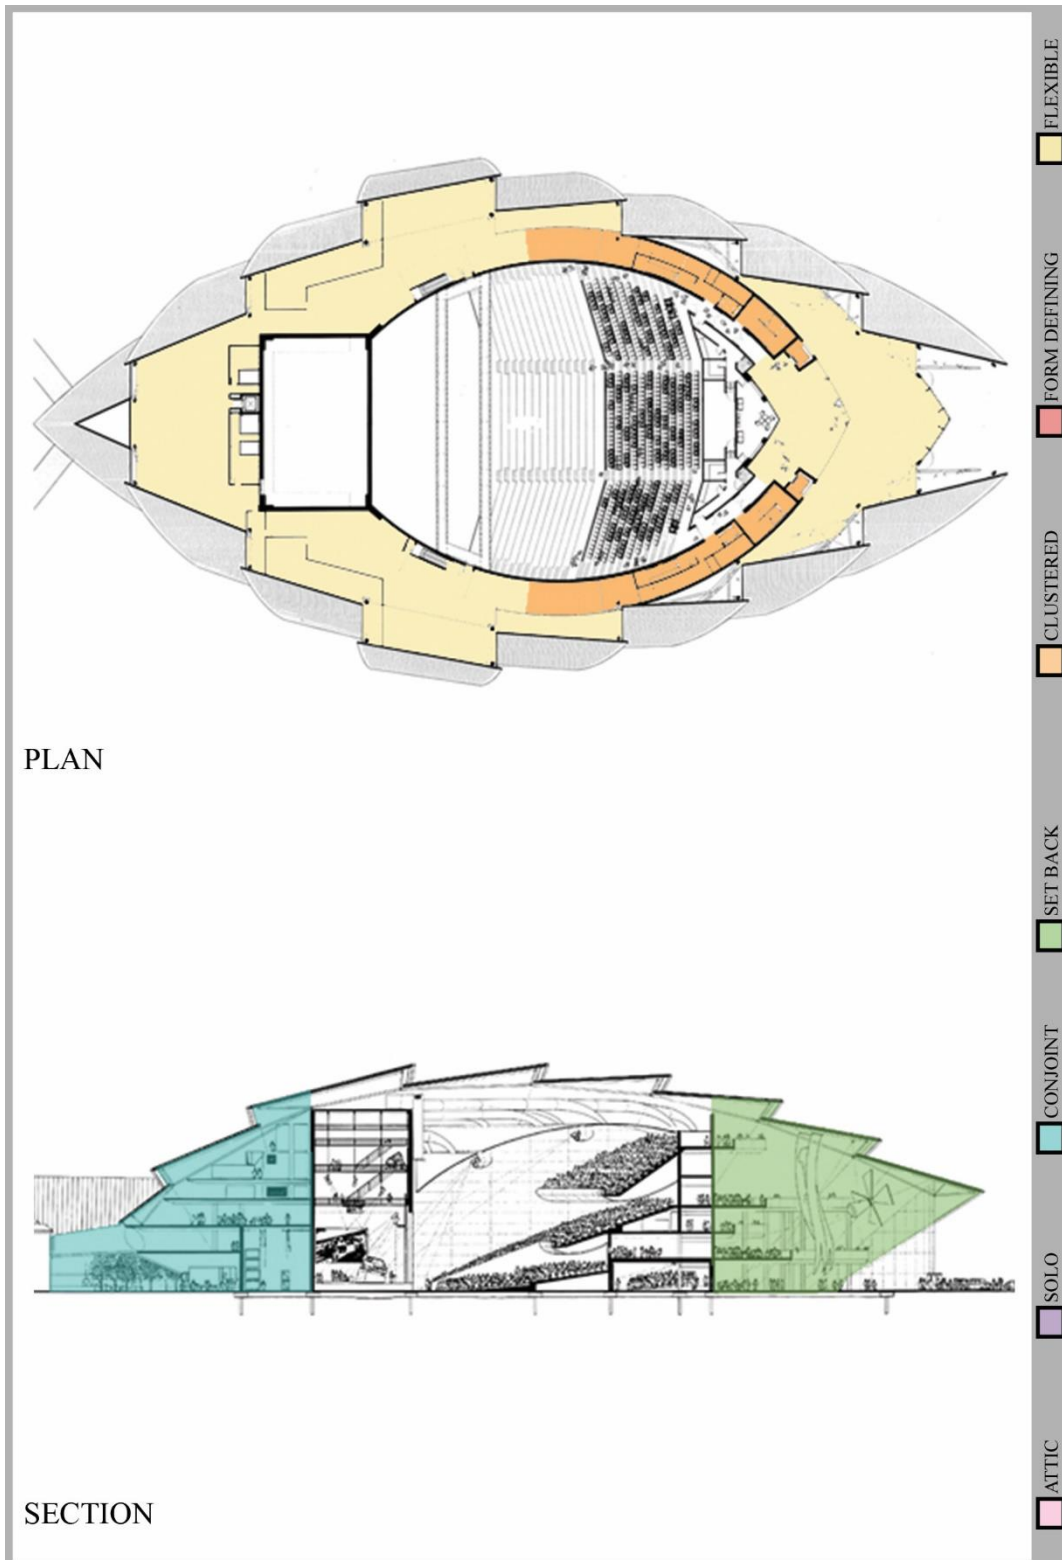 PLAN
SECTION
FLEXIBLE
FORM DEFINING
CLUSTERED
SET BACK
CONJOINT
SOLO
ATTIC